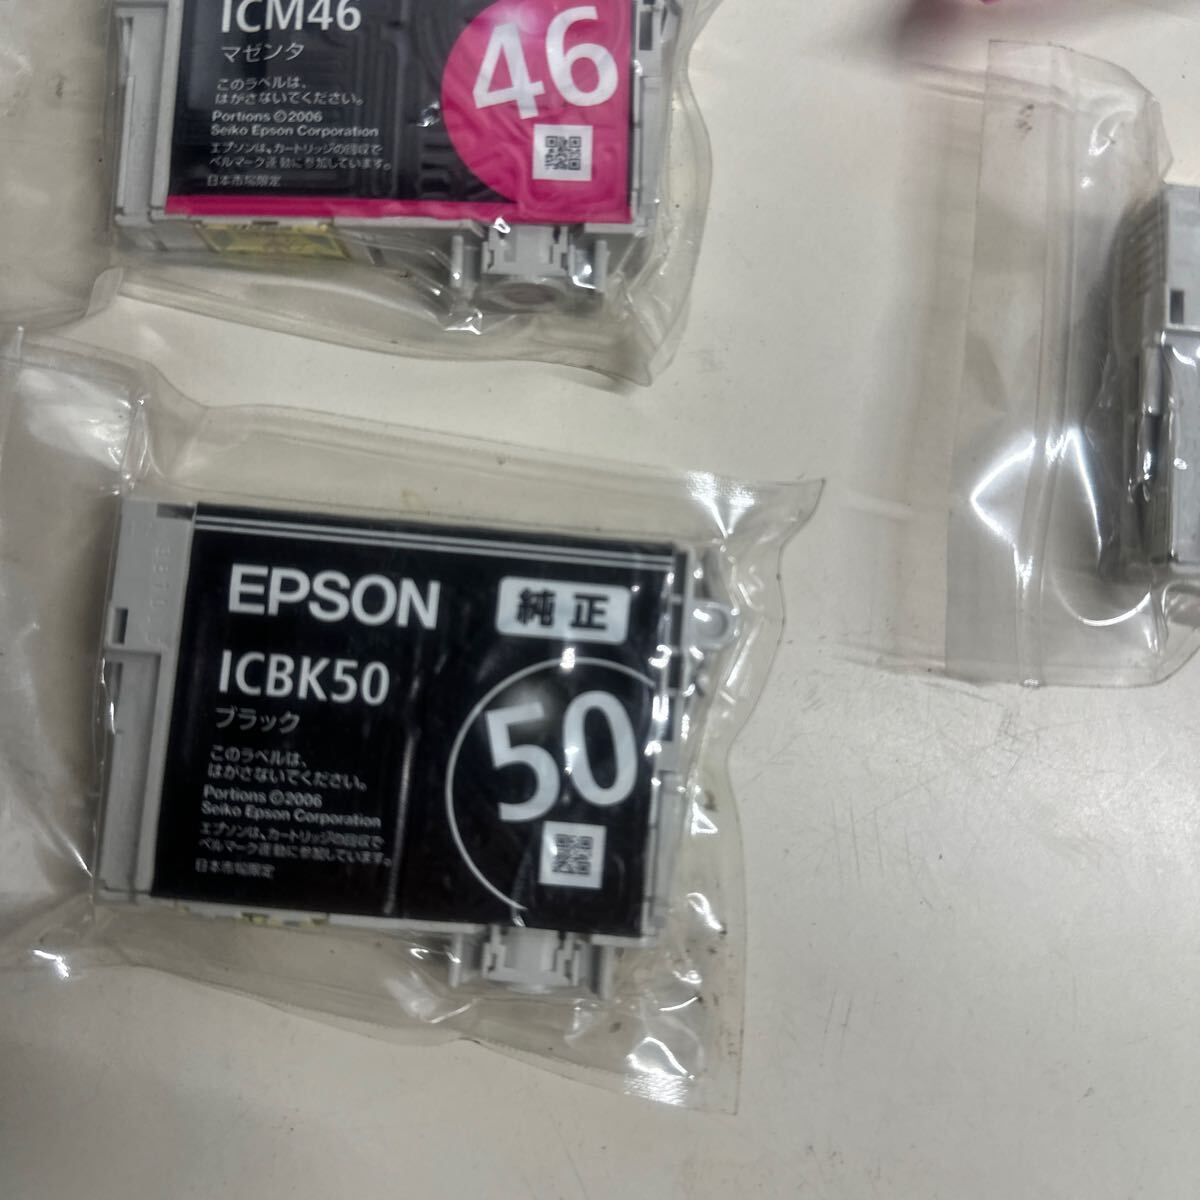 ICM46
マゼンタ
46
このラベルは、
はがさないでください。
Portions ©2006
Seiko Epson Corporation
エプソンは、カートリッジの回収で
ベルマーク運動に参加しています。
日本市場限定
EPSON
純正
ICBK50
ブラック
50
このラベルは、
はがさないでください。
Portions ©2006
Seiko Epson Corporation
エプソンは、カートリッジの回収で
ベルマーク運動に参加しています。
日本市場限定